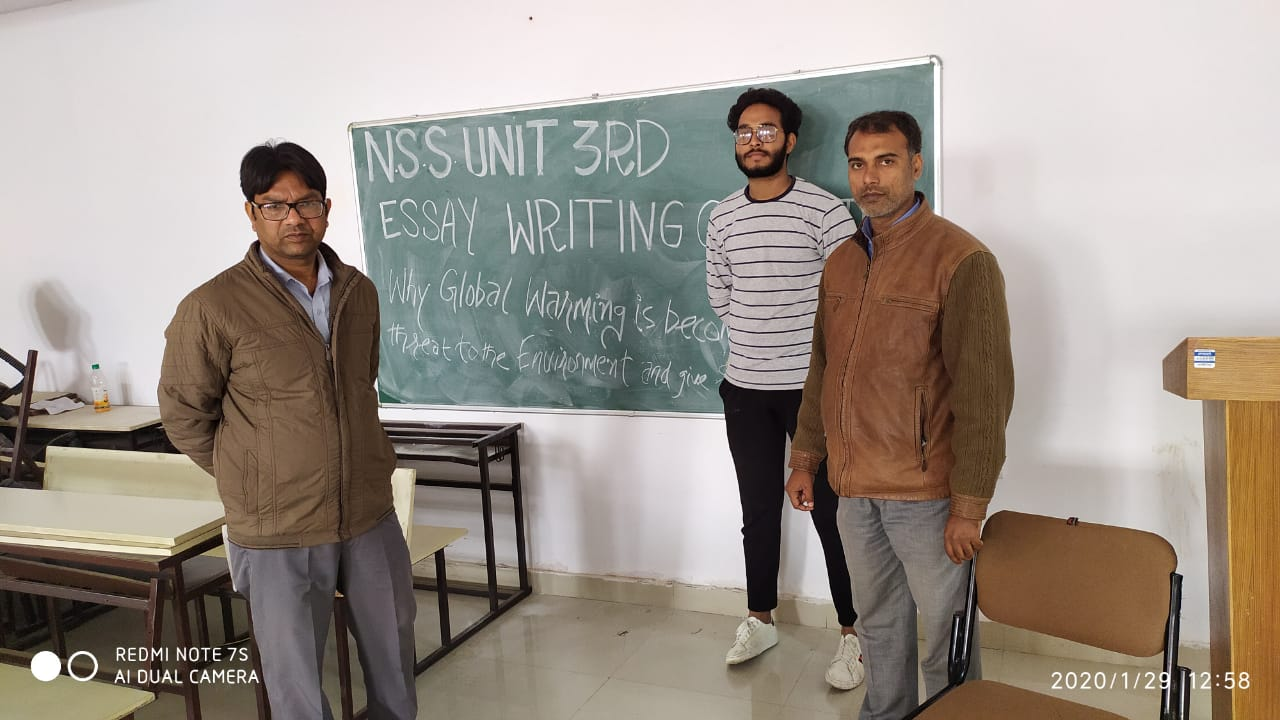 N.S.S. UNIT 3RD
ESSAY WRITING
Why Global Warming is
threat to the Environment and give
REDMI NOTE 7S
AI DUAL CAMERA
2020/1/29 12:58